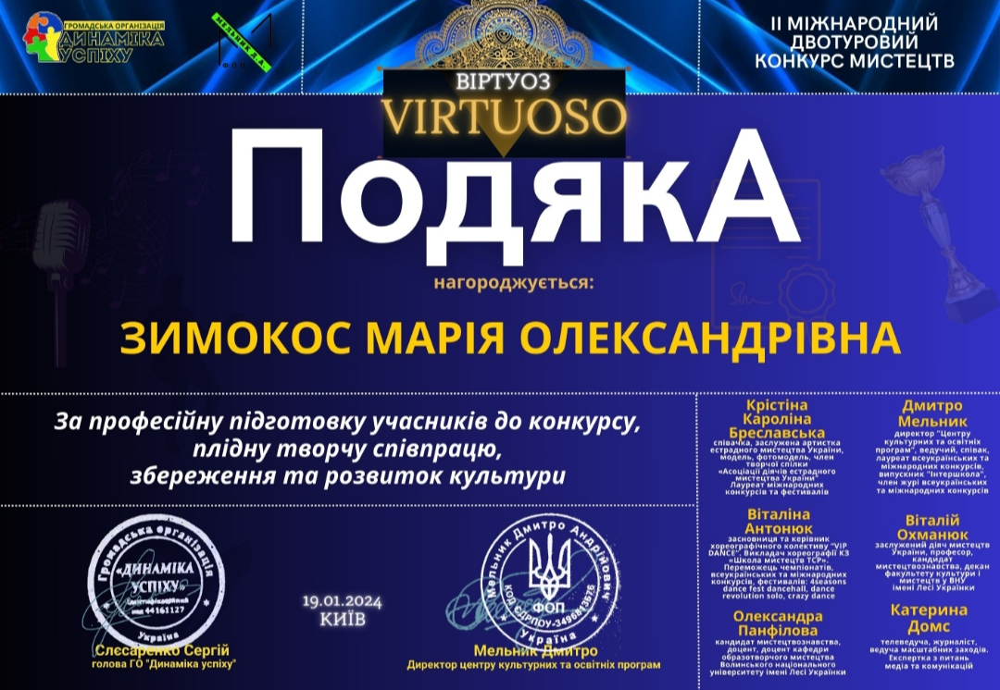 ГРОМАДСЬКА ОРГАНІЗАЦІЯ
ДИНАМІКА
УСПІХУ
МЕЛЬНИК Д.А.
ФОП
ВІРТУОЗ
VIRTUOSO
ІІ МІЖНАРОДНИЙ
ДВОТУРОВИЙ
КОНКУРС МИСТЕЦТВ
ПодякА
нагороджується:
ЗИМОКОС МАРІЯ ОЛЕКСАНДРІВНА
За професійну підготовку учасників до конкурсу,
плідну творчу співпрацю,
збереження та розвиток культури
Громадська організація
«ДИНАМІКА
УСПІХУ»
Ідентифікаційний
код 44161127
Україна
Слєсаренко Сергій
голова ГО "Динаміка успіху"
19.01.2024
КИЇВ
Мельник Дмитро Андрійович
ФОП
КОД ЄДРПОУ-3496813576
Україна
Мельник Дмитро
Директор центру культурних та освітніх програм
Крістіна
Кароліна
Бреславська
співачка, заслужена артистка
естрадного мистецтва України,
модель, фотомодель, член
творчої спілки
«Асоціації діячів естрадного
мистецтва України"
Лауреат міжнародних
конкурсів та фестивалів
Віталіна
Антонюк
засновниця та керівник
хореографічного колективу "VIP
DANCE". Викладач хореографії КЗ
«Школа мистецтв ТСР».
Переможець чемпіонатів,
всеукраїнських та міжнародних
конкурсів, фестивалів: 4seasons
dance fest dancehall, dance
revolution solo, crazy dance
Олександра
Панфілова
кандидат мистецтвознавства,
доцент, доцент кафедри
образотворчого мистецтва
Волинського національного
університету імені Лесі Українки
Дмитро
Мельник
директор "Центру
культурних та освітніх
програм", ведучий, співак,
лауреат всеукраїнських та
міжнародних конкурсів,
випускник "Інтершкола",
член журі всеукраїнських
та міжнародних конкурсів
Віталій
Охманюк
заслужений діяч мистецтв
України, професор,
кандидат
мистецтвознавства, декан
факультету культури і
мистецтв у ВНУ
імені Лесі Українки
Катерина
Домс
телеведуча, журналіст,
ведуча масштабних заходів.
Експертка з питань
медіа та комунікацій